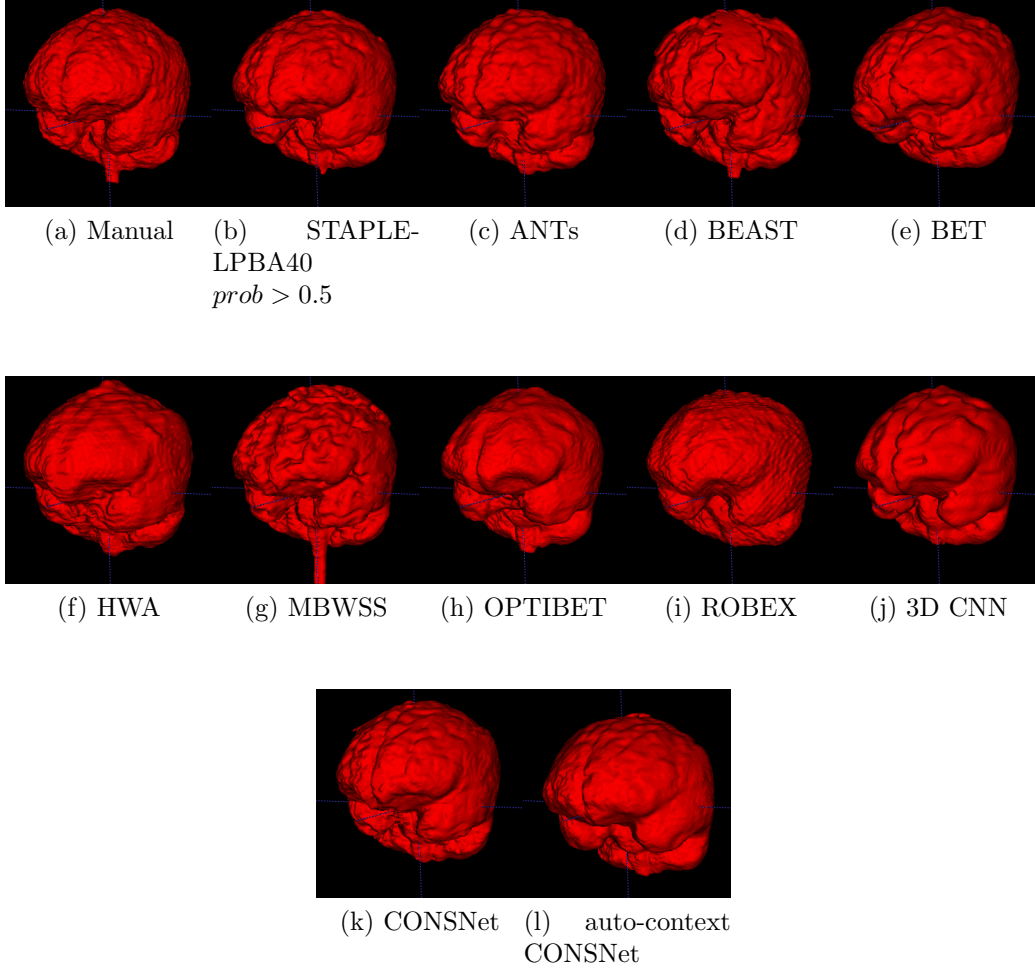 (a) Manual
(b) STAPLE-
LPBA40
prob > 0.5
(c) ANTs
(d) BEAST
(e) BET
(f) HWA
(g) MBWSS
(h) OPTIBET
(i) ROBEX
(j) 3D CNN
(k) CONSNet
(l) auto-context
CONSNet